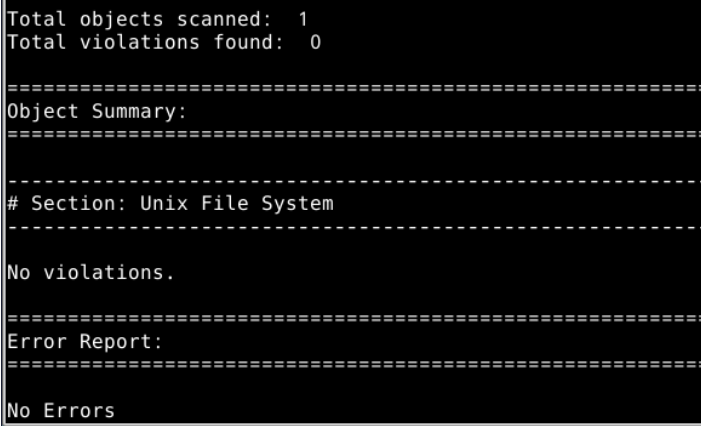 Total objects scanned:  1
Total violations found:  0
===========================================================
Object Summary:
===========================================================
-----------------------------------------------------------
# Section: Unix File System
-----------------------------------------------------------
No violations.
===========================================================
Error Report:
===========================================================
No Errors